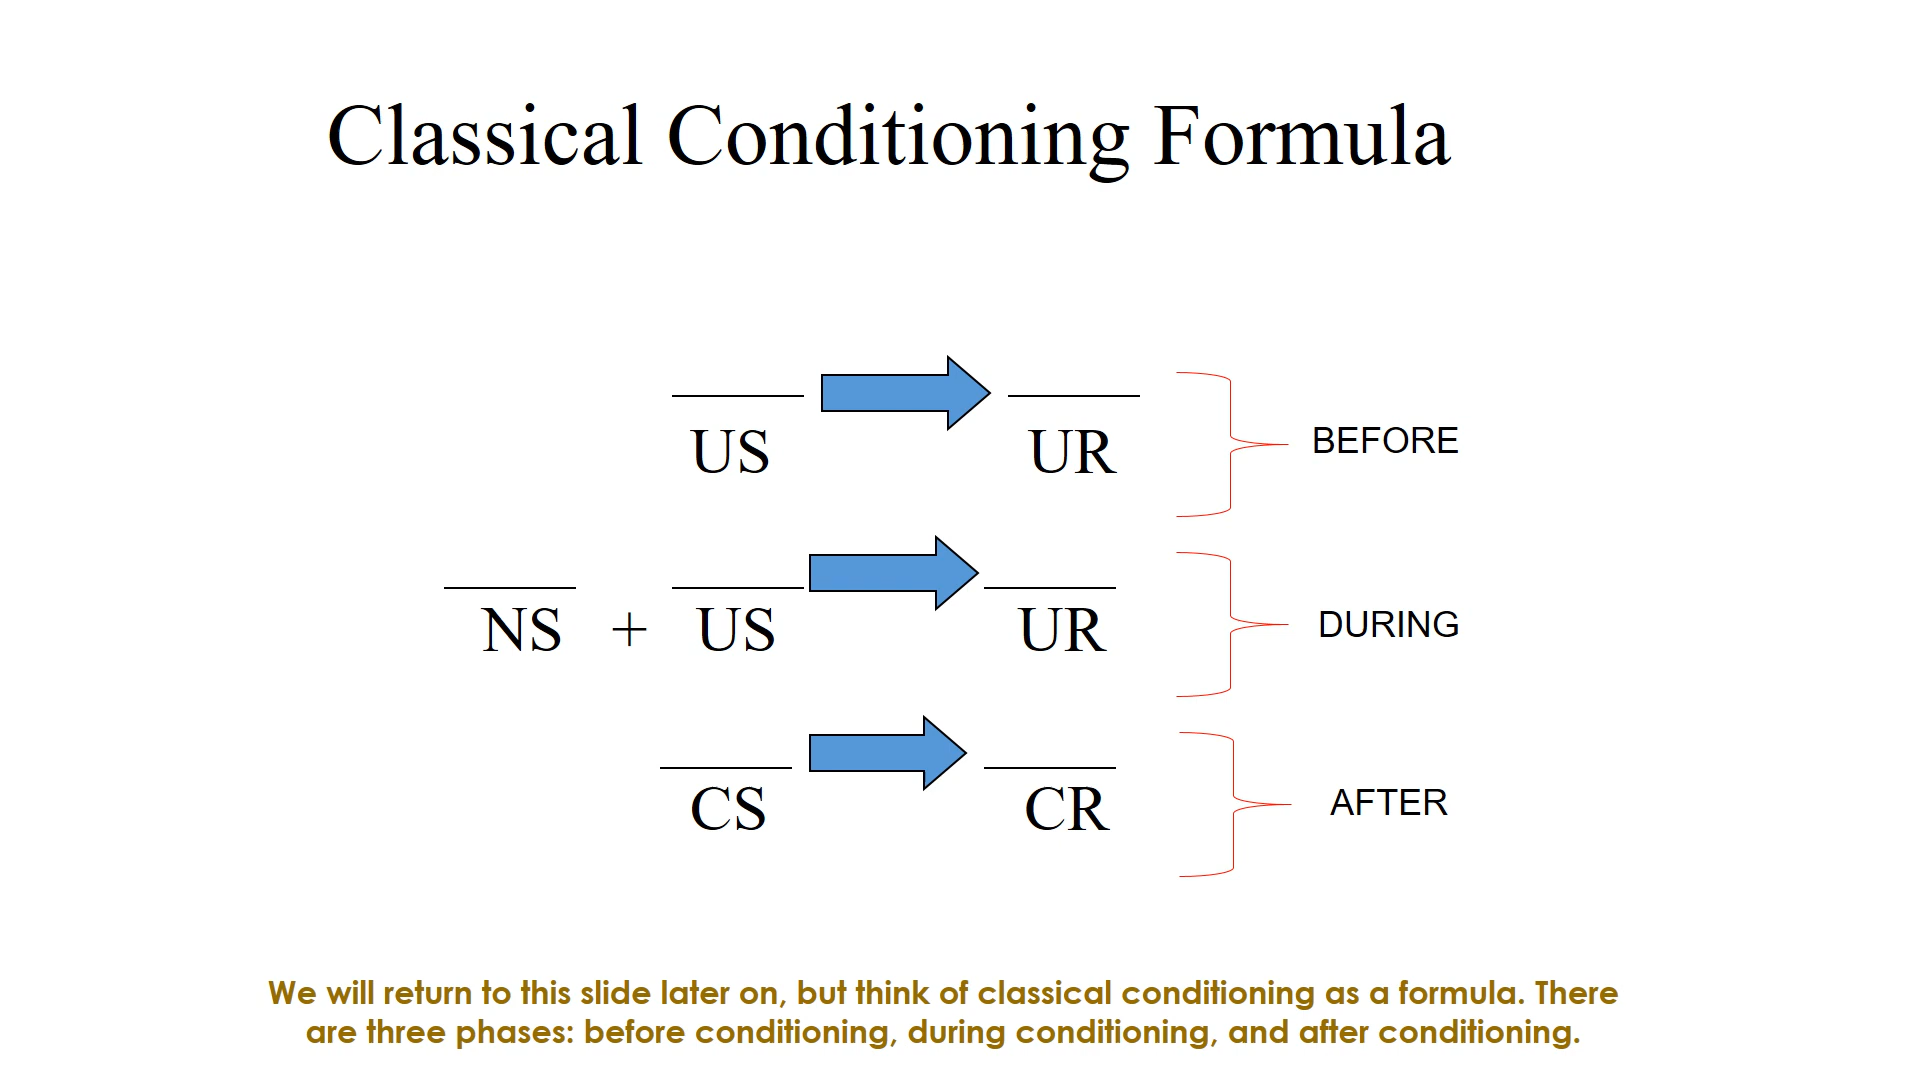 Classical Conditioning Formula
US UR BEFORE
NS + US UR DURING
CS CR AFTER
We will return to this slide later on, but think of classical conditioning as a formula. There
are three phases: before conditioning, during conditioning, and after conditioning.